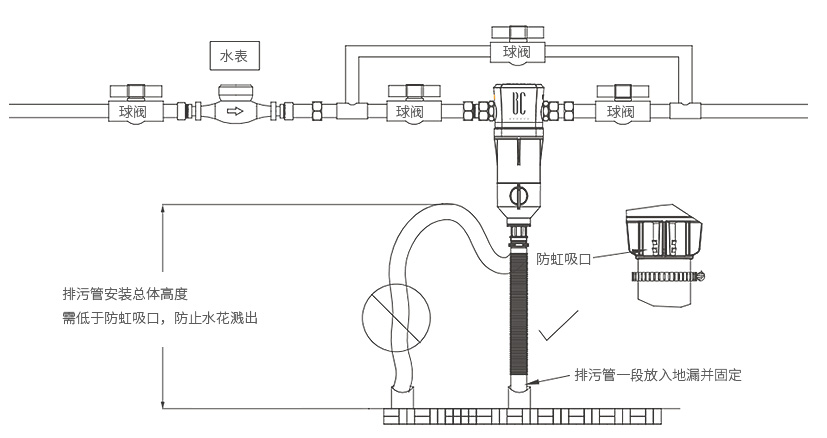 水表
球阀
球阀
球阀
BC
球阀
防虹吸口
排污管安装总体高度
需低于防虹吸口，防止水花溅出
排污管一段放入地漏并固定